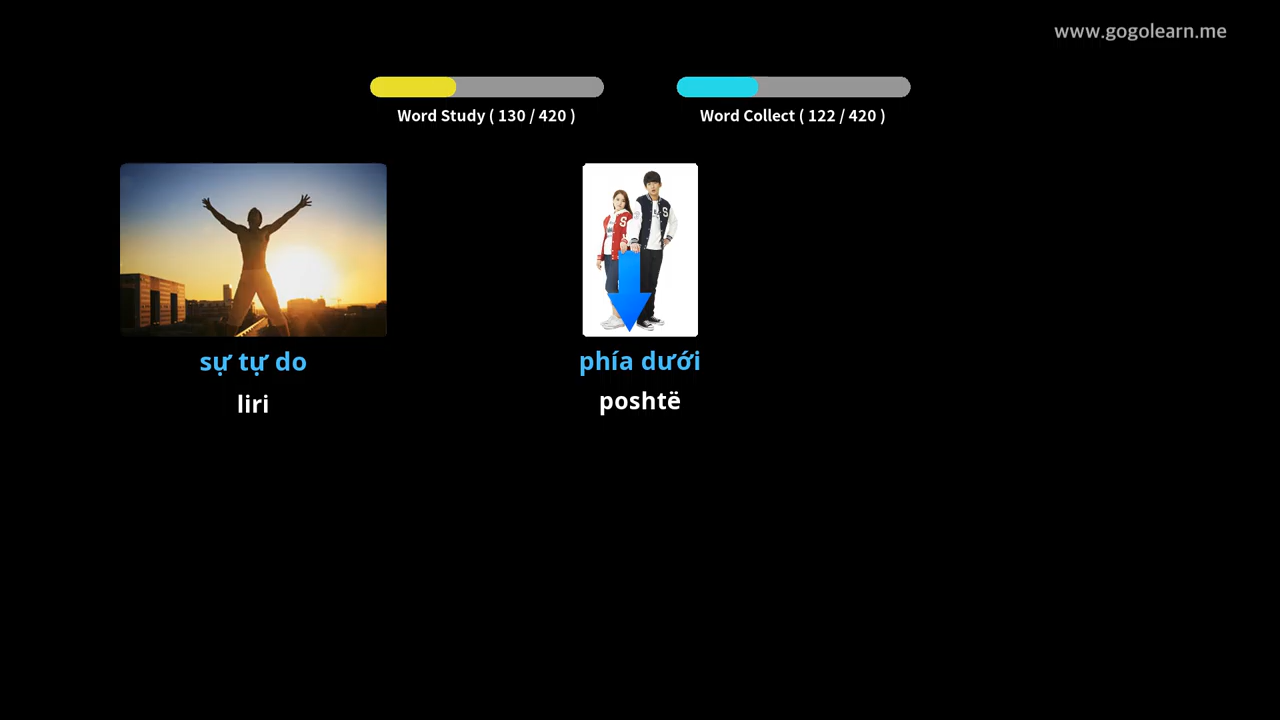 www.gogolearn.me
Word Study ( 130 / 420 )
Word Collect ( 122 / 420 )
sự tự do
phía dưới
liri
poshtë